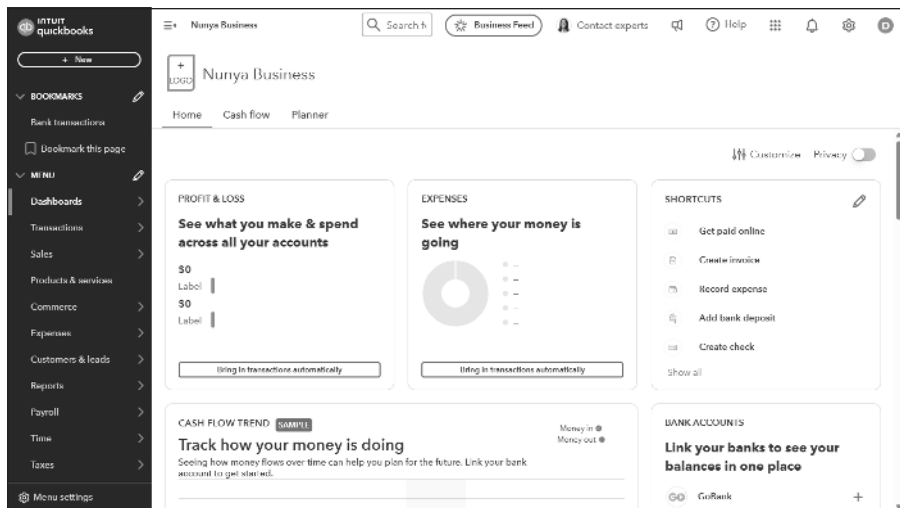 INTUIT
quickbooks
+ New
BOOKMARKS
Bank transactions
Bookmark this page
MENU
Dashboards
Transactions
Sales
Products & services
Commerce
Expenses
Customers & leads
Reports
Payroll
Time
Taxes
Menu settings
Nunya Business
Search
Business Feed
Contact experts
Help
D
+
LOGO
Nunya Business
Home Cash flow Planner
Customize Privacy
PROFIT & LOSS
See what you make & spend
across all your accounts
$0
Label
$0
Label
Bring in transactions automatically
EXPENSES
See where your money is
going
Bring in transactions automatically
SHORTCUTS
Get paid online
Create invoice
Record expense
Add bank deposit
Create check
Show all
CASH FLOW TREND SAMPLE
Track how your money is doing
Seeing how money flows over time can help you plan for the future. Link your bank
account to get started.
Money in
Money out
BANK ACCOUNTS
Link your banks to see your
balances in one place
GO GoBank +